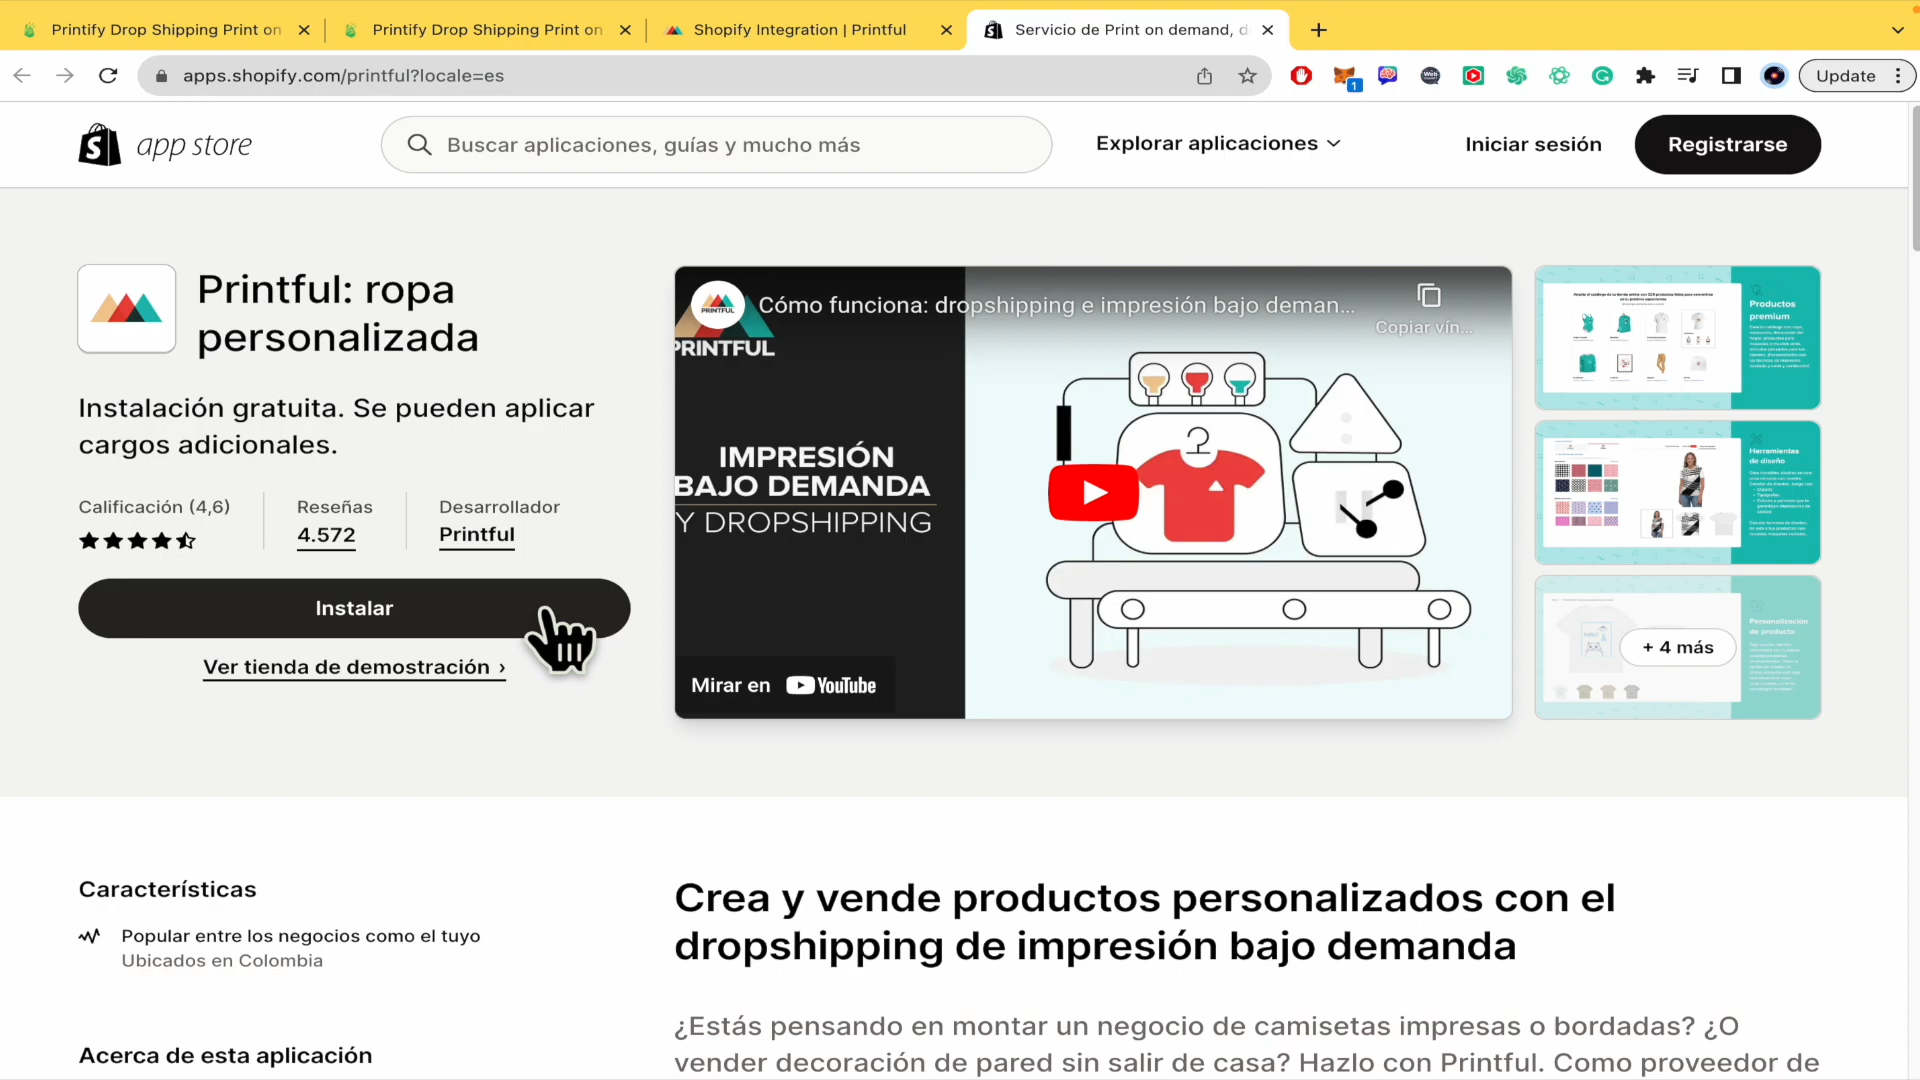 Printify Drop Shipping Print on
Printify Drop Shipping Print on
Shopify Integration | Printful
Servicio de Print on demand, d
apps.shopify.com/printful?locale=es
1
Update
app store
Buscar aplicaciones, guías y mucho más
Explorar aplicaciones
Iniciar sesión
Registrarse
Printful: ropa
personalizada
Instalación gratuita. Se pueden aplicar
cargos adicionales.
Calificación (4,6)
Reseñas
4.572
Desarrollador
Printful
Instalar
Ver tienda de demostración ›
PRINTFUL
Cómo funciona: dropshipping e impresión bajo deman...
Copiar vín...
PRINTFUL
IMPRESIÓN
BAJO DEMANDA
Y DROPSHIPPING
Mirar en YouTube
Productos
premium
Herramientas
de diseño
Personalización
de producto
+ 4 más
Características
Popular entre los negocios como el tuyo
Ubicados en Colombia
Acerca de esta aplicación
Crea y vende productos personalizados con el
dropshipping de impresión bajo demanda
¿Estás pensando en montar un negocio de camisetas impresas o bordadas? ¿O
vender decoración de pared sin salir de casa? Hazlo con Printful. Como proveedor de